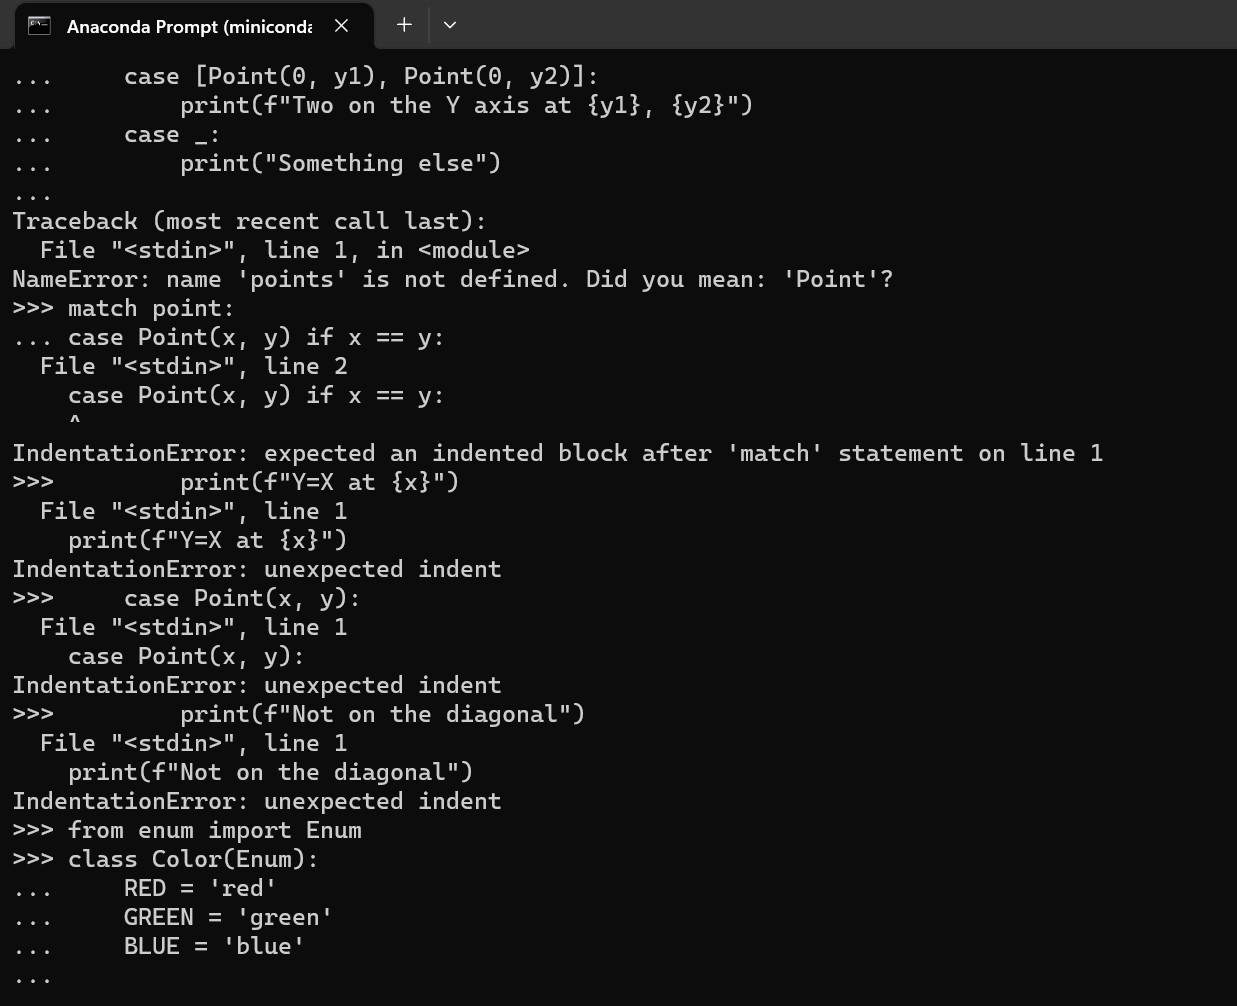 Anaconda Prompt (miniconda
...     case [Point(0, y1), Point(0, y2)]:
...         print(f"Two on the Y axis at {y1}, {y2}")
...     case _:
...         print("Something else")
...
Traceback (most recent call last):
  File "<stdin>", line 1, in <module>
NameError: name 'points' is not defined. Did you mean: 'Point'?
>>> match point:
... case Point(x, y) if x == y:
  File "<stdin>", line 2
    case Point(x, y) if x == y:
    ^
IndentationError: expected an indented block after 'match' statement on line 1
>>>         print(f"Y=X at {x}")
  File "<stdin>", line 1
    print(f"Y=X at {x}")
IndentationError: unexpected indent
>>>     case Point(x, y):
  File "<stdin>", line 1
    case Point(x, y):
IndentationError: unexpected indent
>>>         print(f"Not on the diagonal")
  File "<stdin>", line 1
    print(f"Not on the diagonal")
IndentationError: unexpected indent
>>> from enum import Enum
>>> class Color(Enum):
...     RED = 'red'
...     GREEN = 'green'
...     BLUE = 'blue'
...